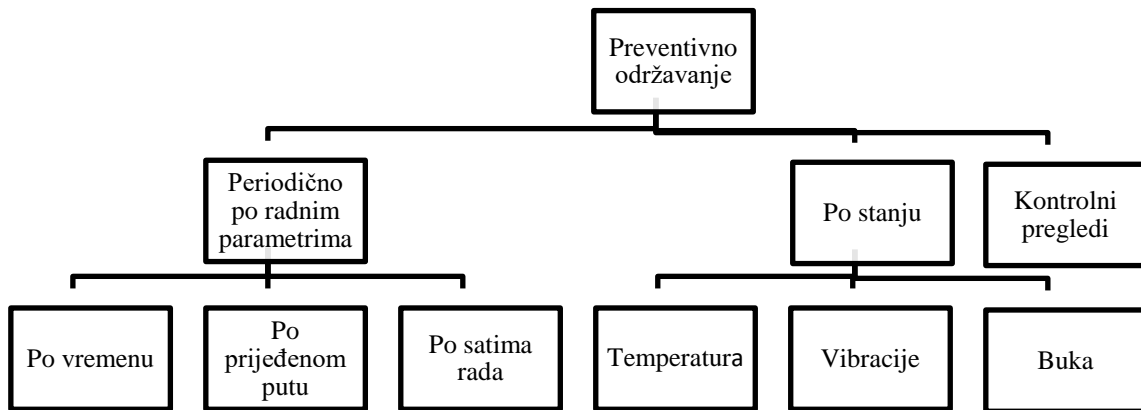 Preventivno
održavanje
Periodično
po radnim
parametrima
Po stanju
Kontrolni
pregledi
Po vremenu
Po
prijeđenom
putu
Po satima
rada
Temperatura
Vibracije
Buka